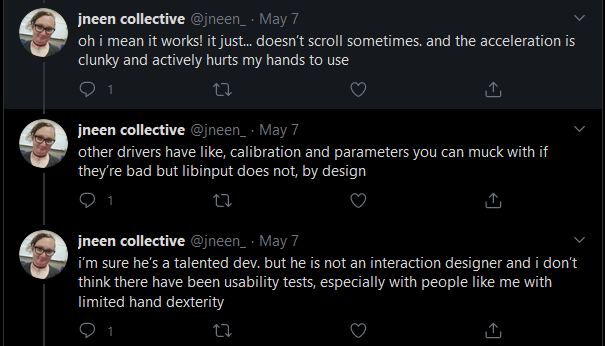 jneen collective @jneen_ · May 7
oh i mean it works! it just... doesn’t scroll sometimes. and the acceleration is
clunky and actively hurts my hands to use
1
jneen collective @jneen_ · May 7
other drivers have like, calibration and parameters you can muck with if
they’re bad but libinput does not, by design
1
jneen collective @jneen_ · May 7
i’m sure he’s a talented dev. but he is not an interaction designer and i don’t
think there have been usability tests, especially with people like me with
limited hand dexterity
1